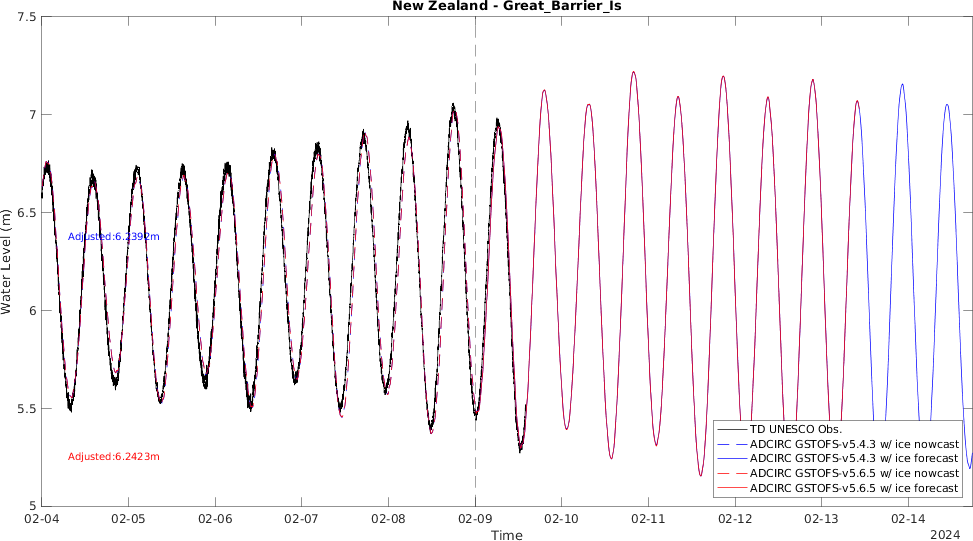 New Zealand - Great_Barrier_Is
7.5
7
6.5
6
5.5
5
Water Level (m)
Adjusted:6.2392m
Adjusted:6.2423m
TD UNESCO Obs.
ADCIRC GSTOFS-v5.4.3 w/ ice nowcast
ADCIRC GSTOFS-v5.4.3 w/ ice forecast
ADCIRC GSTOFS-v5.6.5 w/ ice nowcast
ADCIRC GSTOFS-v5.6.5 w/ ice forecast
02-04 02-05 02-06 02-07 02-08 02-09 02-10 02-11 02-12 02-13 02-14
Time
2024